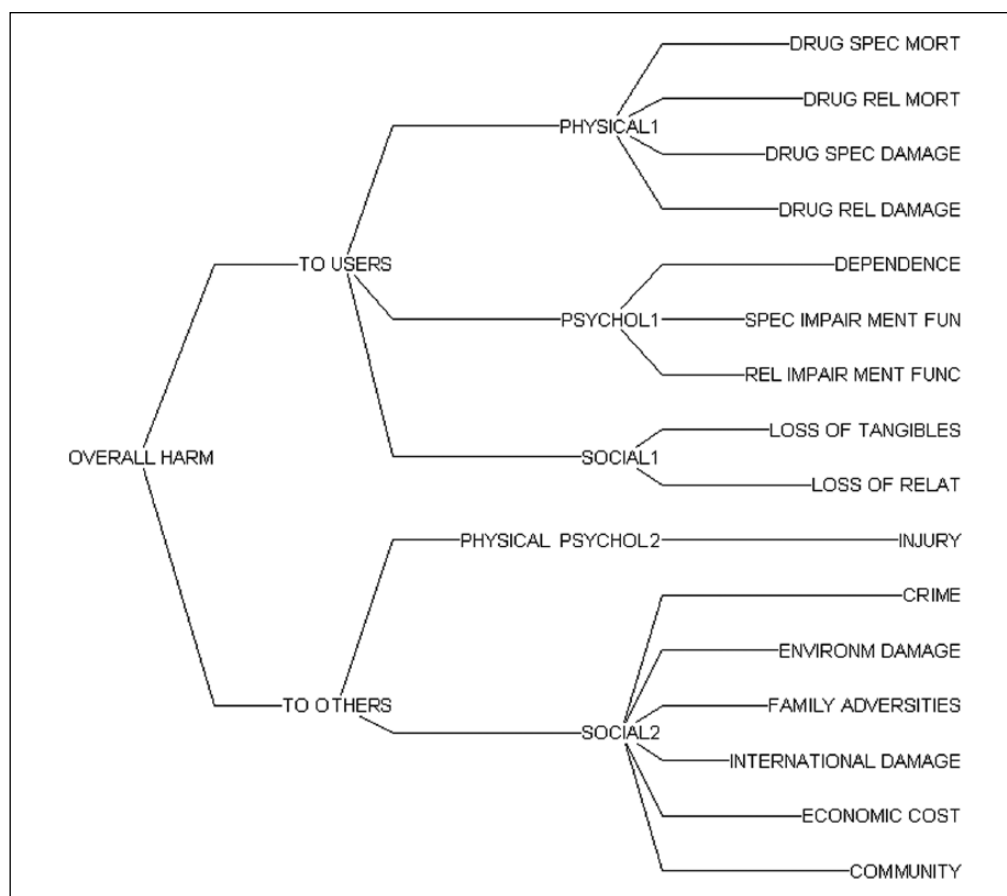 DRUG SPEC MORT
DRUG REL MORT
PHYSICAL1
DRUG SPEC DAMAGE
DRUG REL DAMAGE
TO USERS
DEPENDENCE
PSYCHOL1
SPEC IMPAIR MENT FUN
REL IMPAIR MENT FUNC
LOSS OF TANGIBLES
OVERALL HARM
SOCIAL1
LOSS OF RELAT
PHYSICAL PSYCHOL2
INJURY
CRIME
ENVIRONM DAMAGE
TO OTHERS
FAMILY ADVERSITIES
SOCIAL2
INTERNATIONAL DAMAGE
ECONOMIC COST
COMMUNITY